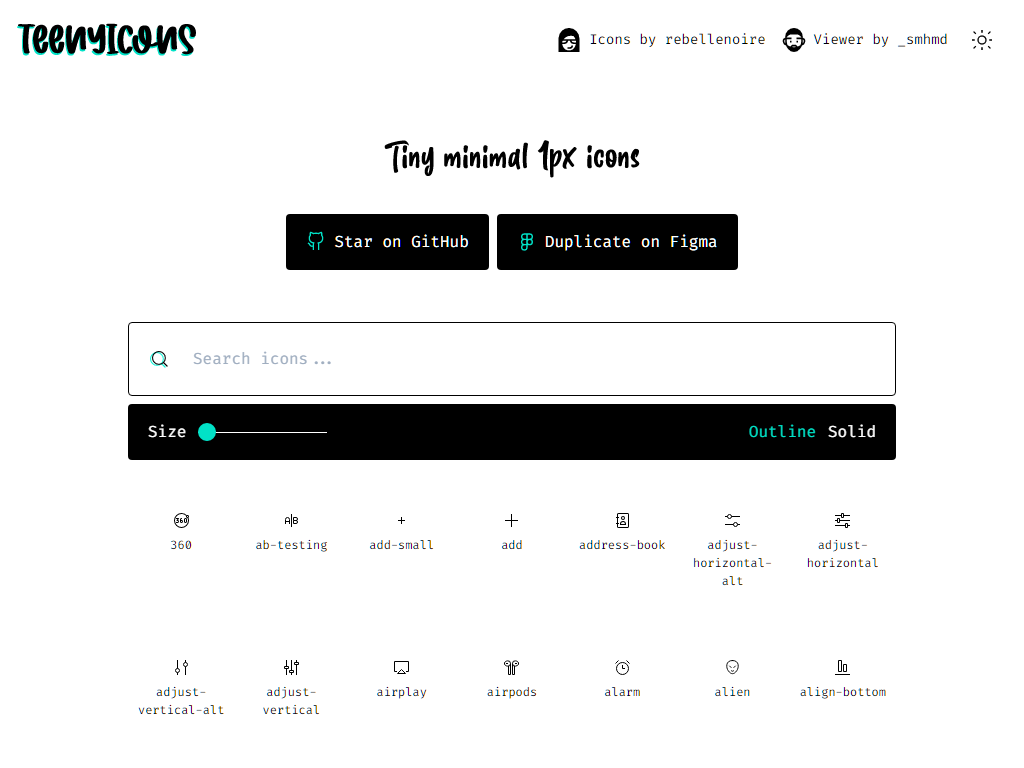 TEENYICONS
Icons by rebellenoire
Viewer by _smhmd
Tiny minimal 1px icons
Star on GitHub
Duplicate on Figma
Search icons...
Size
Outline Solid
360
ab-testing
add-small
add
address-book
adjust-
horizontal-
alt
adjust-
horizontal
adjust-
vertical-alt
adjust-
vertical
airplay
airpods
alarm
alien
align-bottom